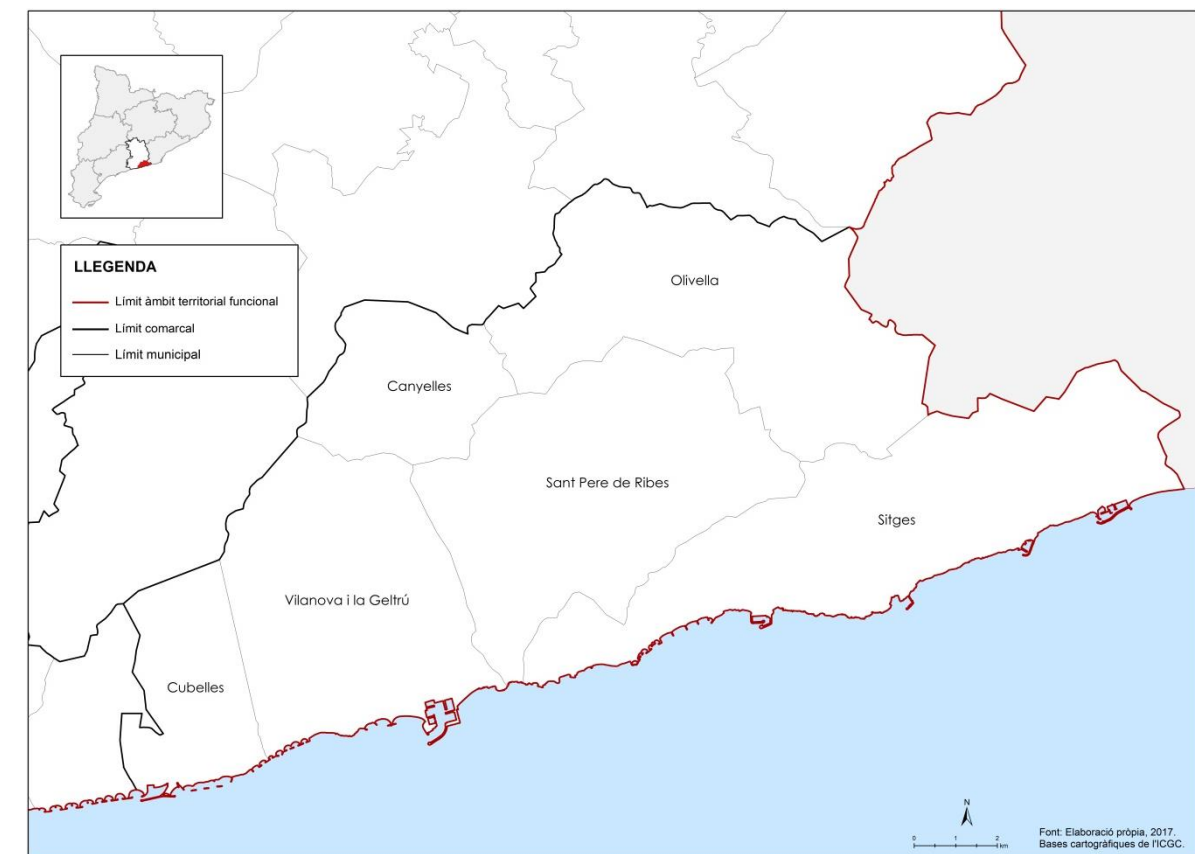 LLEGENDA
Límit àmbit territorial funcional
Límit comarcal
Límit municipal
Olivella
Canyelles
Sant Pere de Ribes
Sitges
Vilanova i la Geltrú
Cubelles
N
0 1 2
km
Font: Elaboració pròpia, 2017.
Bases cartogràfiques de l'ICGC.